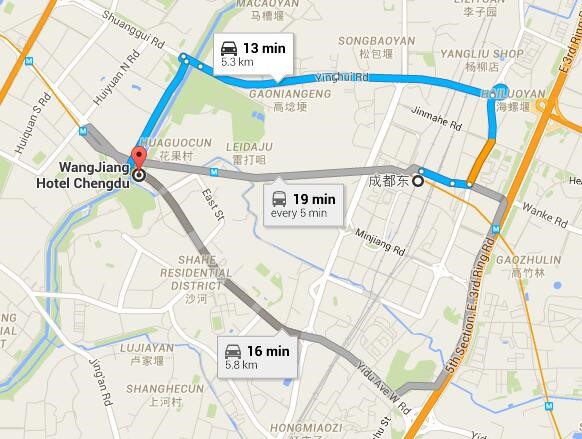 MACAOYAN
马槽堰
李子园
Shuanggui Rd
13 min
5.3 km
SONGBAOYAN
松包堰
YANGLIU SHOP
杨柳店
E 3rd Ring Rd
Huiyuan N Rd
Yinghui Rd
GAONIANGENG
高埝埂
海螺堰
Jinmahe Rd
Huiquan S Rd
HUAGUOCUN
花果村
LEIDAJU
雷打咀
WangJiang
Hotel Chengdu
成都东
19 min
every 5 min
East St
Wanke Rd
Minjiang Rd
GAOZHULIN
高竹林
SHAHE
RESIDENTIAL
DISTRICT
沙河
5th Section, E 3rd Ring Rd
LUJIAYAN
卢家堰
16 min
5.8 km
Jing'an Rd
Yidu Ave W Rd
SHANGHECUN
上河村
HONGMIAOZI